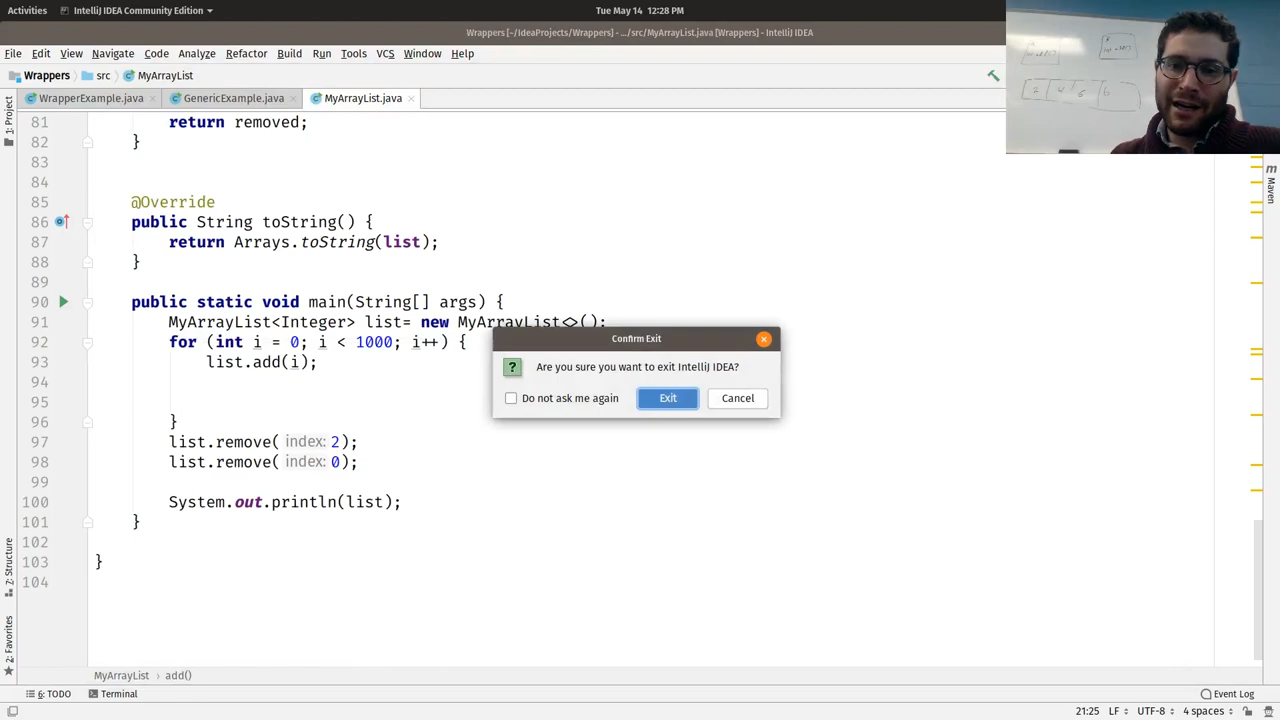 Activities IntelliJ IDEA Community Edition Tue May 14 12:28 PM
Wrappers [~/IdeaProjects/Wrappers] - .../src/MyArrayList.java [Wrappers] - IntelliJ IDEA
File Edit View Navigate Code Analyze Refactor Build Run Tools VCS Window Help
Wrappers src MyArrayList
WrapperExample.java GenericExample.java MyArrayList.java
1: Project
Maven
81 return removed;
82 }
83
84
85 @Override
86 public String toString() {
87 return Arrays.toString(list);
88 }
89
90 public static void main(String[] args) {
91 MyArrayList<Integer> list= new MyArrayList<>();
92 for (int i = 0; i < 1000; i++) {
93 list.add(i);
94
95
96 }
97 list.remove( index: 2);
98 list.remove( index: 0);
99
100 System.out.println(list);
101 }
102
103 }
104
Confirm Exit
Are you sure you want to exit IntelliJ IDEA?
Do not ask me again Exit Cancel
7: Structure
2: Favorites
MyArrayList add()
6: TODO Terminal Event Log
21:25 LF UTF-8 4 spaces